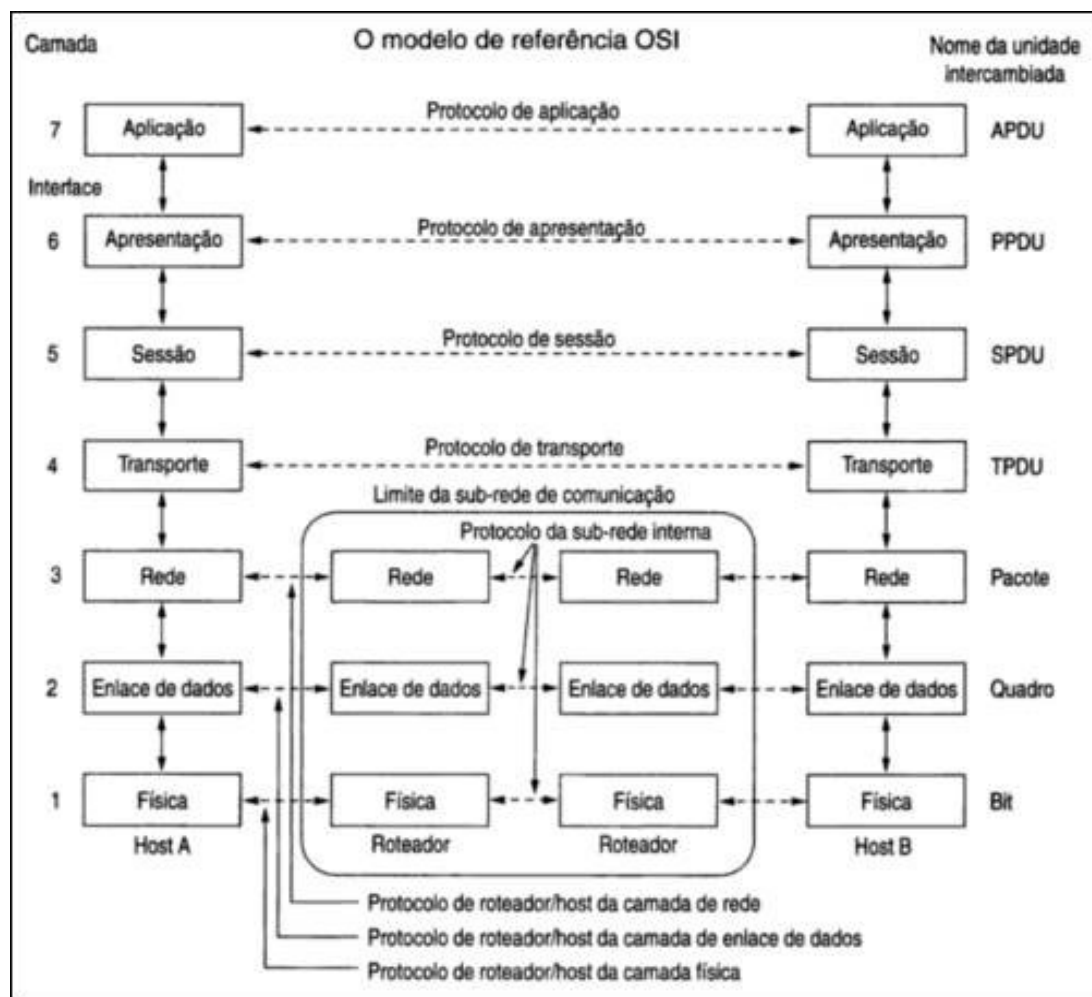 Camada
O modelo de referência OSI
Nome da unidade
intercambiada
7
Aplicação
Protocolo de aplicação
Aplicação
APDU
Interface
6
Apresentação
Protocolo de apresentação
Apresentação
PPDU
5
Sessão
Protocolo de sessão
Sessão
SPDU
4
Transporte
Protocolo de transporte
Transporte
TPDU
Limite da sub-rede de comunicação
Protocolo da sub-rede interna
3
Rede
Rede
Rede
Rede
Pacote
2
Enlace de dados
Enlace de dados
Enlace de dados
Enlace de dados
Quadro
1
Física
Física
Física
Física
Bit
Host A
Roteador
Roteador
Host B
Protocolo de roteador/host da camada de rede
Protocolo de roteador/host da camada de enlace de dados
Protocolo de roteador/host da camada física